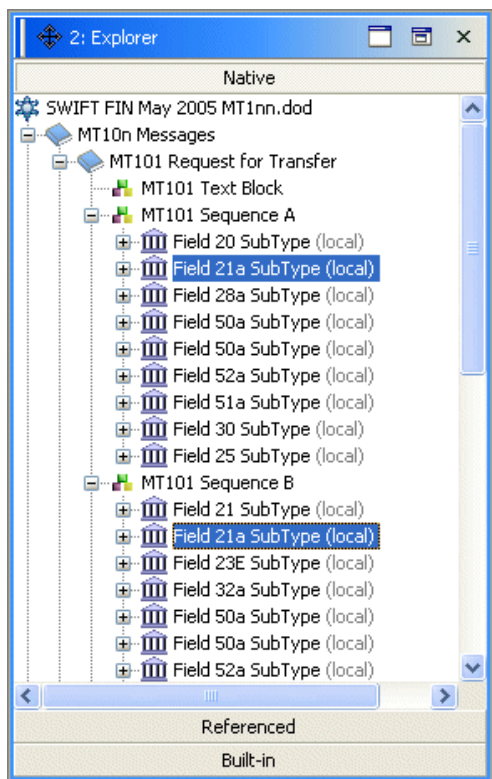 2: Explorer
Native
SWIFT FIN May 2005 MT1nn.dod
MT10n Messages
MT101 Request for Transfer
MT101 Text Block
MT101 Sequence A
Field 20 SubType (local)
Field 21a SubType (local)
Field 28a SubType (local)
Field 50a SubType (local)
Field 50a SubType (local)
Field 52a SubType (local)
Field 51a SubType (local)
Field 30 SubType (local)
Field 25 SubType (local)
MT101 Sequence B
Field 21 SubType (local)
Field 21a SubType (local)
Field 23E SubType (local)
Field 32a SubType (local)
Field 50a SubType (local)
Field 50a SubType (local)
Field 52a SubType (local)
Referenced
Built-in